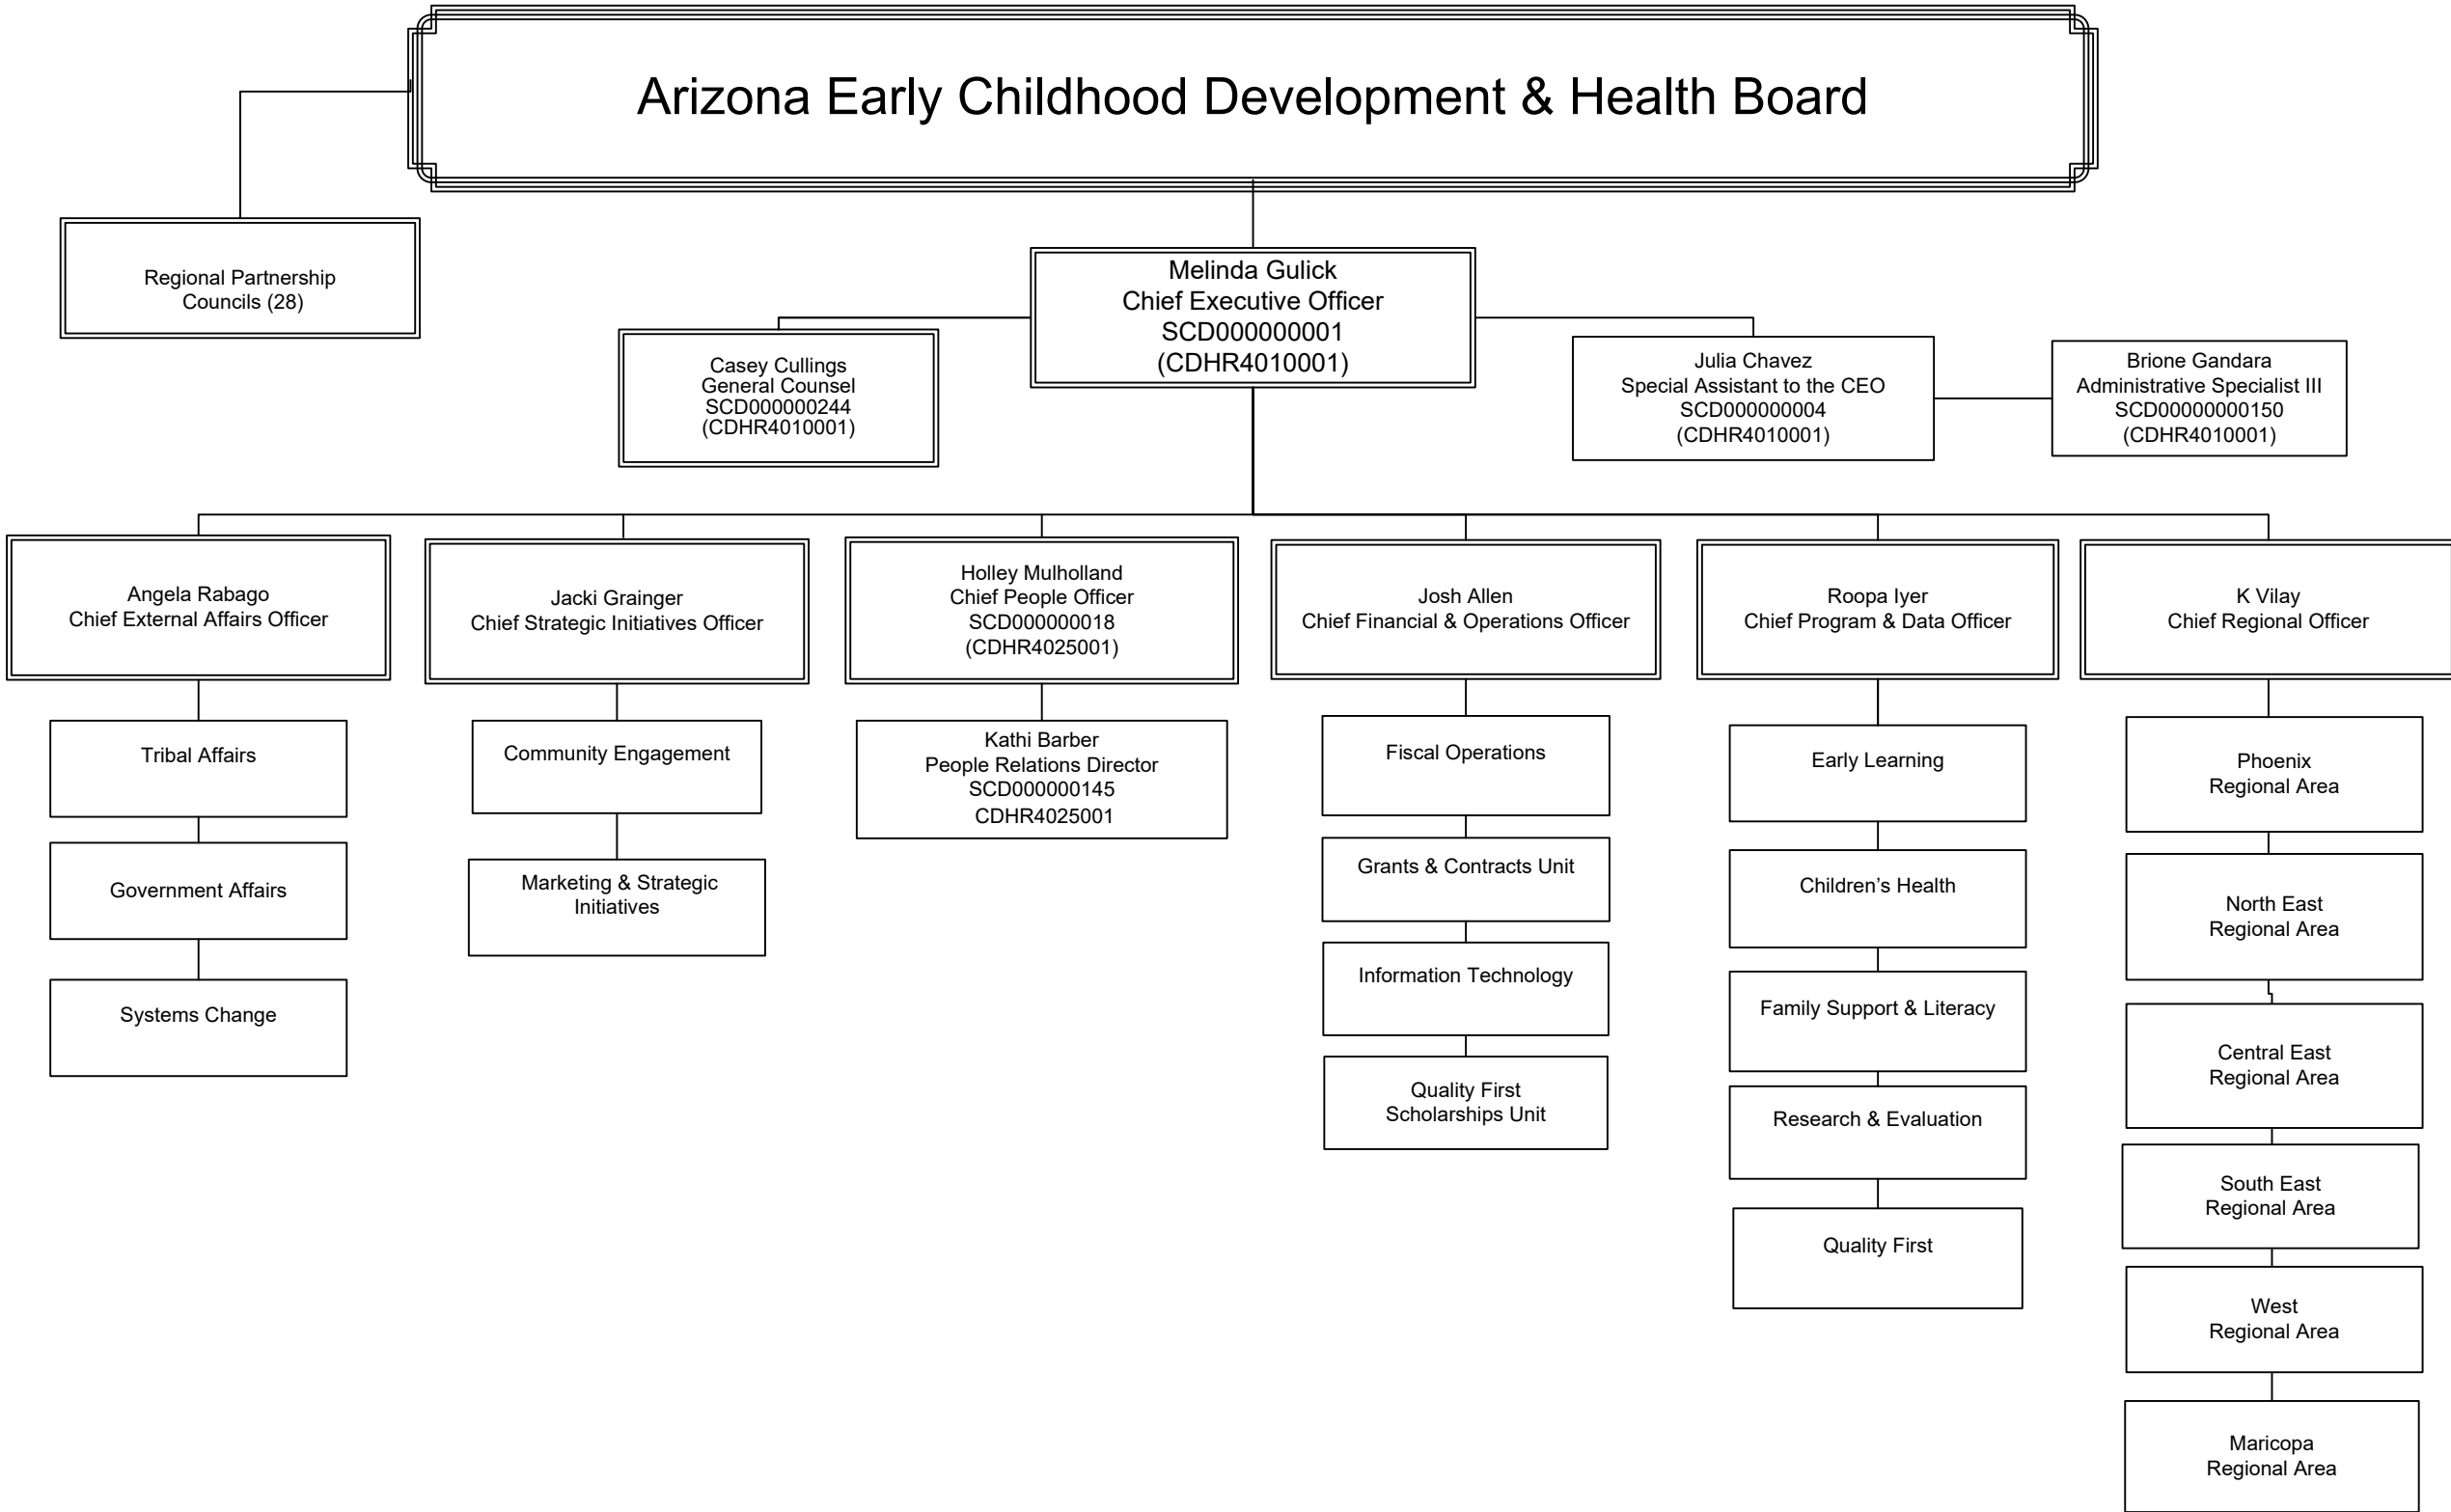 Arizona Early Childhood Development & Health Board
Regional Partnership
Councils (28)
Melinda Gulick
Chief Executive Officer
SCD000000001
(CDHR4010001)
Casey Cullings
General Counsel
SCD000000244
(CDHR4010001)
Julia Chavez
Special Assistant to the CEO
SCD000000004
(CDHR4010001)
Brione Gandara
Administrative Specialist III
SCD00000000150
(CDHR4010001)
Angela Rabago
Chief External Affairs Officer
Tribal Affairs
Government Affairs
Systems Change
Jacki Grainger
Chief Strategic Initiatives Officer
Community Engagement
Marketing & Strategic
Initiatives
Holley Mulholland
Chief People Officer
SCD000000018
(CDHR4025001)
Kathi Barber
People Relations Director
SCD000000145
CDHR4025001
Josh Allen
Chief Financial & Operations Officer
Fiscal Operations
Grants & Contracts Unit
Information Technology
Quality First
Scholarships Unit
Roopa Iyer
Chief Program & Data Officer
Early Learning
Children’s Health
Family Support & Literacy
Research & Evaluation
Quality First
K Vilay
Chief Regional Officer
Phoenix
Regional Area
North East
Regional Area
Central East
Regional Area
South East
Regional Area
West
Regional Area
Maricopa
Regional Area